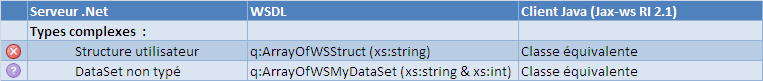 Serveur .Net WSDL Client Java (Jax-ws RI 2.1)
Types complexes :
Structure utilisateur q:ArrayOfWSStruct (xs:string) Classe équivalente
? DataSet non typé q:ArrayOfWSMyDataSet (xs:string & xs:int) Classe équivalente